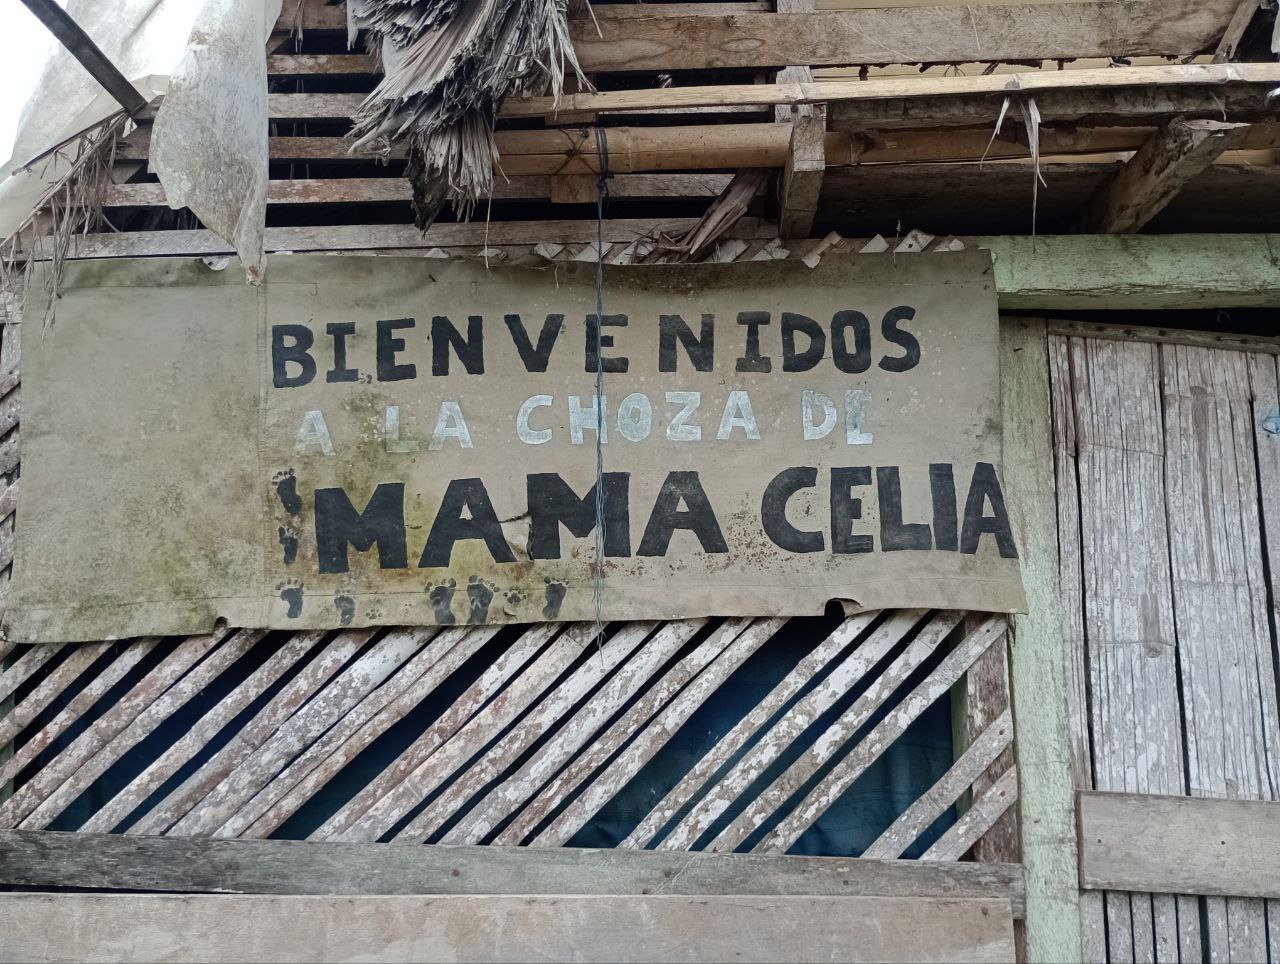 BIENVENIDOS
A LA CHOZA DE
MAMA CELIA